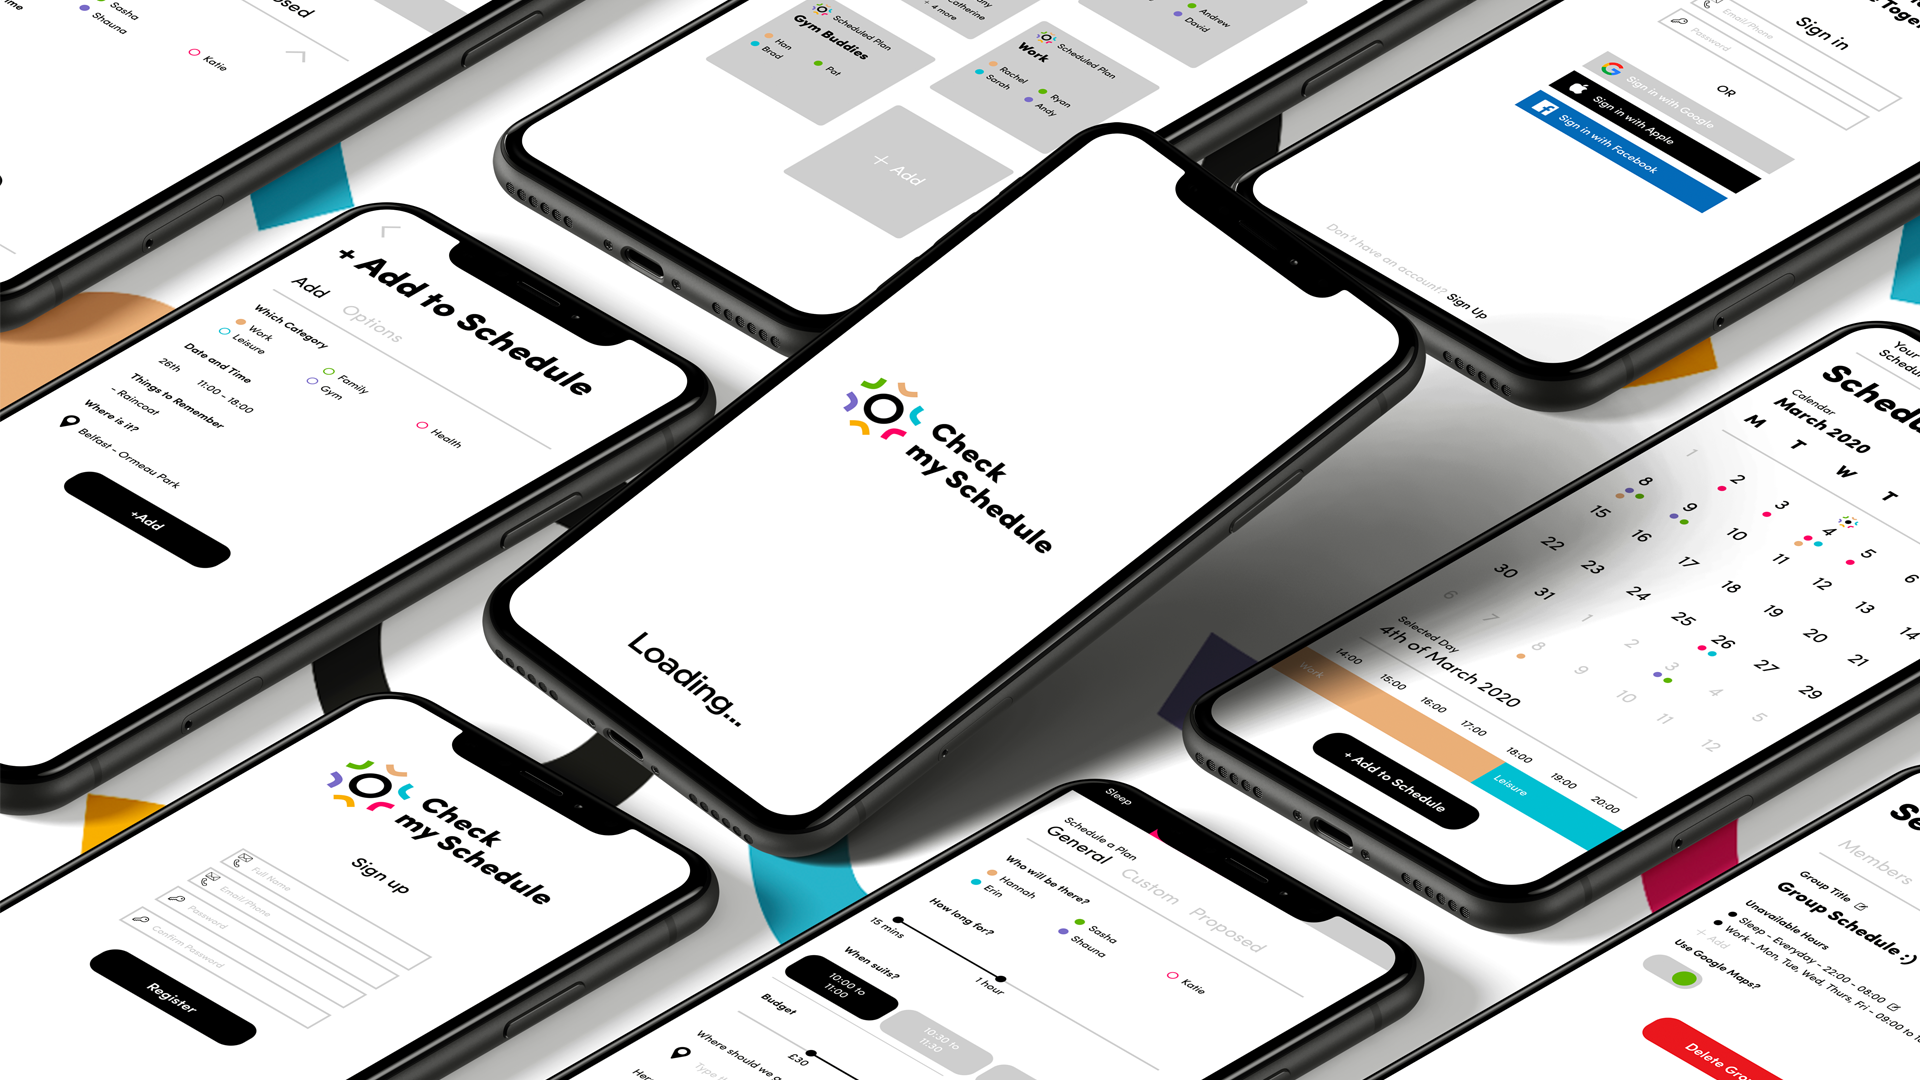 Sasha
Shauna
Katie
+ 4 more
Catherine
Scheduled Plan
Gym Buddies
Han
Brad
Pat
Scheduled Plan
Work
Rachel
Sarah
Ryan
Andy
Andrew
David
+ Add
Email/Phone
Password
Sign in
OR
Sign in with Google
Sign in with Apple
Sign in with Facebook
Don't have an account? Sign Up
+ Add to Schedule
Add
Options
Which Category
Work
Leisure
Family
Gym
Health
Date and Time
26th
11:00 - 18:00
Things to Remember
- Raincoat
Where is it?
Belfast - Ormeau Park
+Add
Check
my Schedule
Loading...
Your
Calendar
March 2020
M T W T
1 2 3 4 5 6
8 9 10 11 12 13 14
15 16 17 18 19 20 21
22 23 24 25 26 27
29
30 31 1 2 3 4 5
6 7 8 9 10 11 12
Selected Day
4th of March 2020
14:00 15:00 16:00 17:00 18:00 19:00 20:00
Work
Leisure
+ Add to Schedule
Check
my Schedule
Sign up
Full Name
Email/Phone
Password
Confirm Password
Register
Sleep
Schedule a Plan
General
Custom
Proposed
Who will be there?
Hannah
Erin
Sasha
Shauna
Katie
How long for?
15 mins
1 hour
When suits?
10:00 to
11:00
10:30 to
11:30
Budget
£30
Where should we
Members
Group Title
Group Schedule :)
Unavailable Hours
Sleep - Everyday - 22:00 - 08:00
Work - Mon, Tue, Wed, Thurs, Fri - 09:00 to
+ Add
Use Google Maps?
Delete